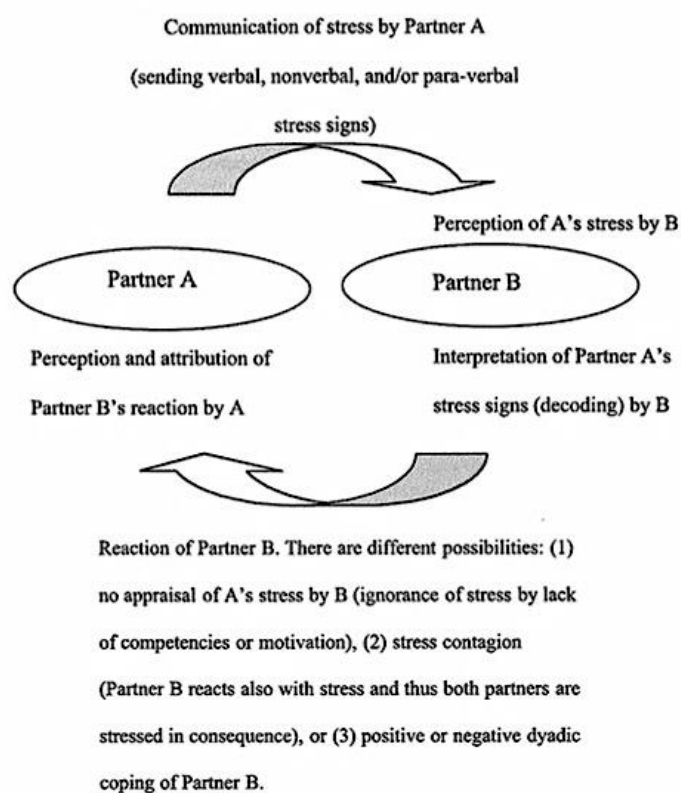 Communication of stress by Partner A
(sending verbal, nonverbal, and/or para-verbal
stress signs)
Perception of A's stress by B
Partner A
Partner B
Perception and attribution of
Partner B's reaction by A
Interpretation of Partner A's
stress signs (decoding) by B
Reaction of Partner B. There are different possibilities: (1)
no appraisal of A's stress by B (ignorance of stress by lack
of competencies or motivation), (2) stress contagion
(Partner B reacts also with stress and thus both partners are
stressed in consequence), or (3) positive or negative dyadic
coping of Partner B.